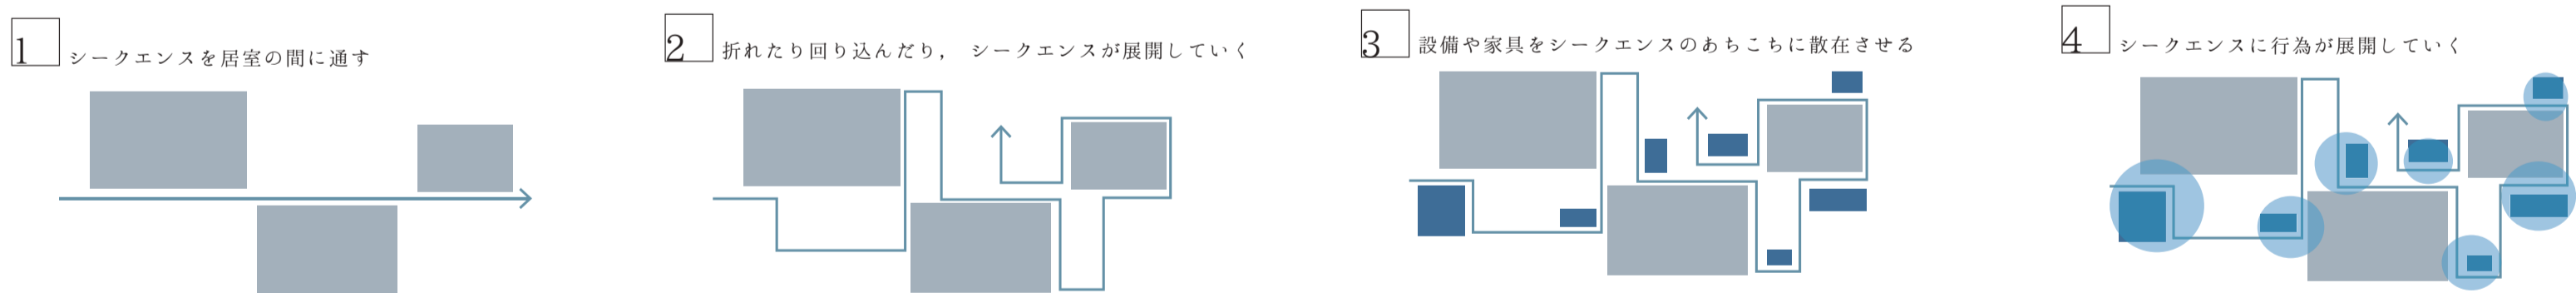 1 シークエンスを居室の間に通す
2 折れたり回り込んだり， シークエンスが展開していく
3 設備や家具をシークエンスのあちこちに散在させる
4 シークエンスに行為が展開していく